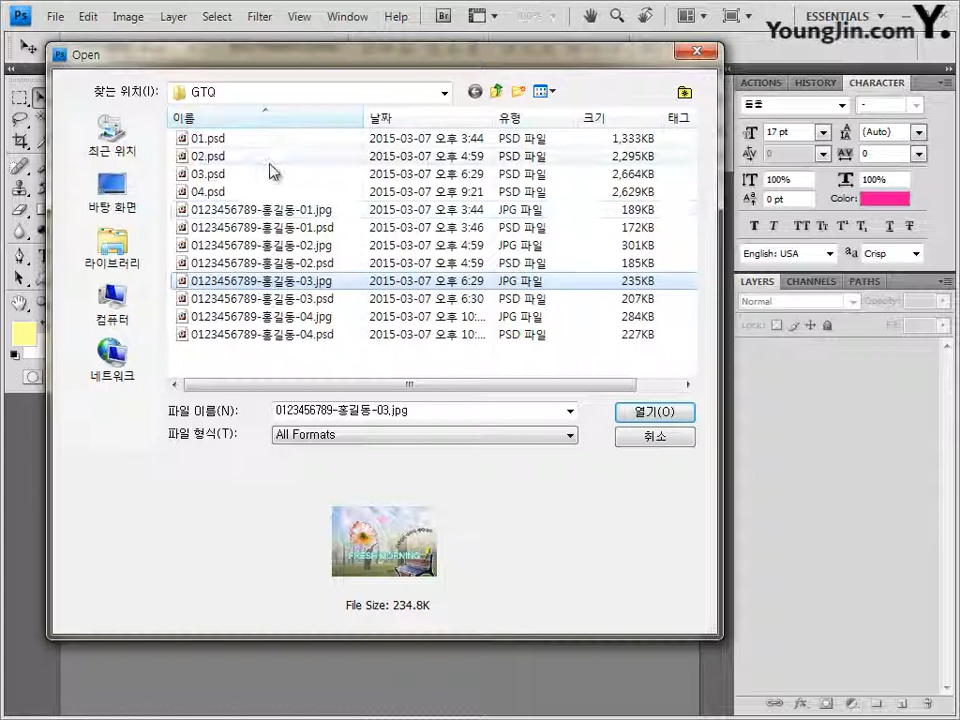 Ps File Edit Image Layer Select Filter View Window Help Br ESSENTIALS
YoungJin.com Y.
Ps Open
찾는 위치(I): GTQ
이름 날짜 유형 크기 태그
01.psd 2015-03-07 오후 3:44 PSD 파일 1,333KB
02.psd 2015-03-07 오후 4:59 PSD 파일 2,295KB
03.psd 2015-03-07 오후 6:29 PSD 파일 2,664KB
04.psd 2015-03-07 오후 9:21 PSD 파일 2,629KB
0123456789-홍길동-01.jpg 2015-03-07 오후 3:44 JPG 파일 189KB
0123456789-홍길동-01.psd 2015-03-07 오후 3:46 PSD 파일 172KB
0123456789-홍길동-02.jpg 2015-03-07 오후 4:59 JPG 파일 301KB
0123456789-홍길동-02.psd 2015-03-07 오후 4:59 PSD 파일 185KB
0123456789-홍길동-03.jpg 2015-03-07 오후 6:29 JPG 파일 235KB
0123456789-홍길동-03.psd 2015-03-07 오후 6:30 PSD 파일 207KB
0123456789-홍길동-04.jpg 2015-03-07 오후 10:... JPG 파일 284KB
0123456789-홍길동-04.psd 2015-03-07 오후 10:... PSD 파일 227KB
최근 위치
바탕 화면
라이브러리
컴퓨터
네트워크
파일 이름(N): 0123456789-홍길동-03.jpg 열기(O)
파일 형식(T): All Formats 취소
FRESH MORNING
File Size: 234.8K
ACTIONS HISTORY CHARACTER
돋움 -
17 pt (Auto)
0 0
100% 100%
0 pt Color:
T T TT Tt T¹ T₁ T T
English: USA aa Crisp
LAYERS CHANNELS PATHS
Normal Opacity:
Lock: Fill: